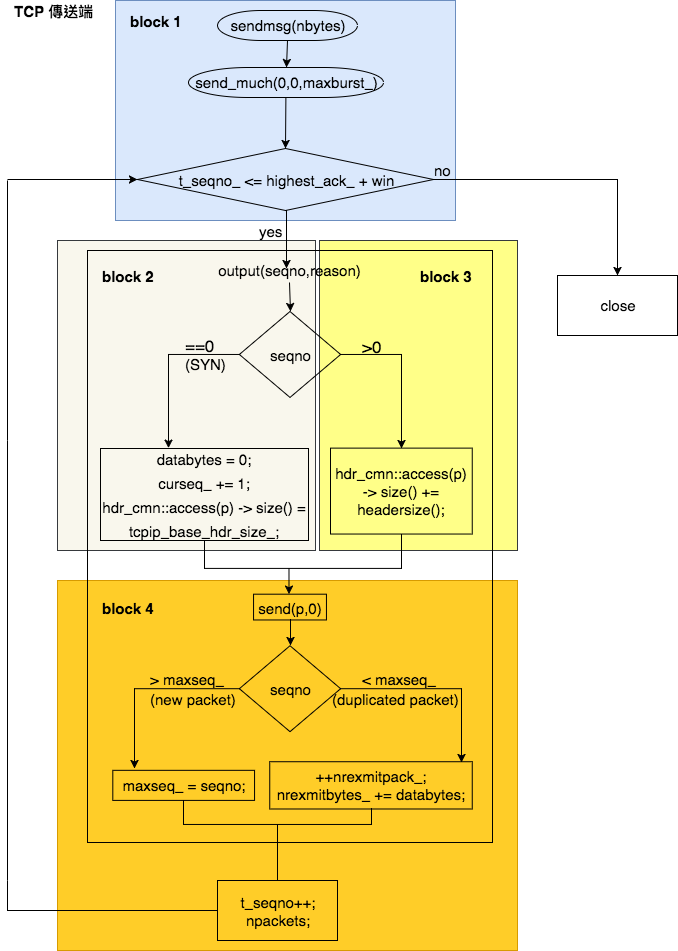 TCP 傳送端
block 1
sendmsg(nbytes)
send_much(0,0,maxburst_)
t_seqno_ <= highest_ack_ + win
no
yes
close
block 2
output(seqno,reason)
block 3
seqno
==0
(SYN)
>0
databytes = 0;
curseq_ += 1;
hdr_cmn::access(p) -> size() =
tcpip_base_hdr_size_;
hdr_cmn::access(p)
-> size() +=
headersize();
block 4
send(p,0)
seqno
> maxseq_
(new packet)
< maxseq_
(duplicated packet)
maxseq_ = seqno;
++nrexmitpack_;
nrexmitbytes_ += databytes;
t_seqno++;
npackets;